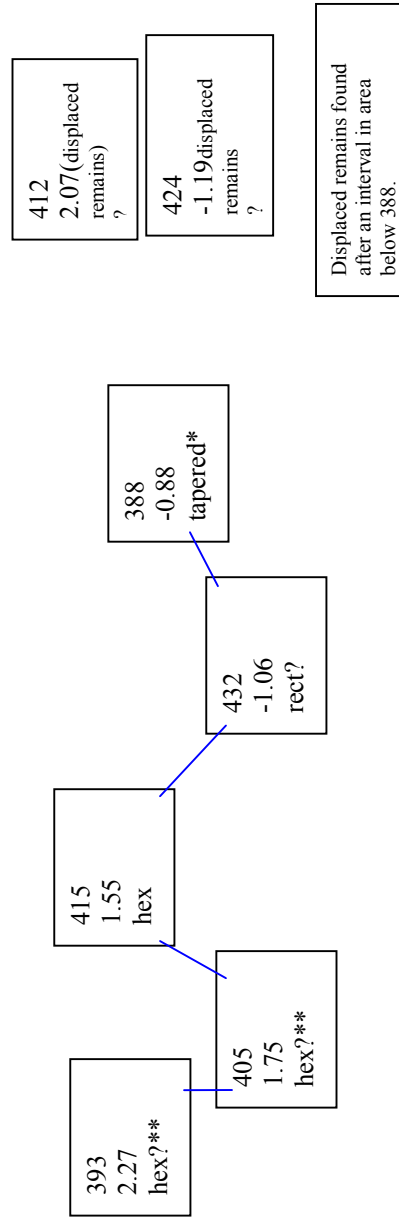 393
2.27
hex?**
405
1.75
hex?**
415
1.55
hex
432
-1.06
rect?
388
-0.88
tapered*
412
2.07(displaced
remains)
?
424
-1.19displaced
remains
?
Displaced remains found
after an interval in area
below 388.